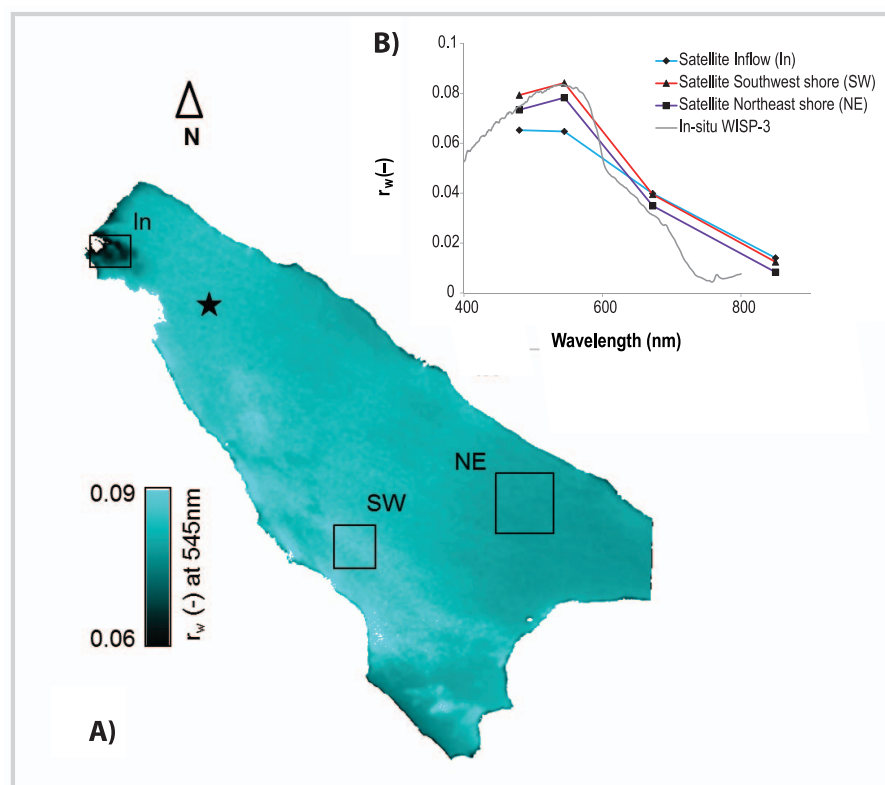 B)
0.1
0.08
0.06
0.04
0.02
0
r_w(–)
400
600
800
Wavelength (nm)
Satellite Inflow (In)
Satellite Southwest shore (SW)
Satellite Northeast shore (NE)
In-situ WISP-3
N
In
NE
SW
0.09
0.06
r_w (-) at 545nm
A)